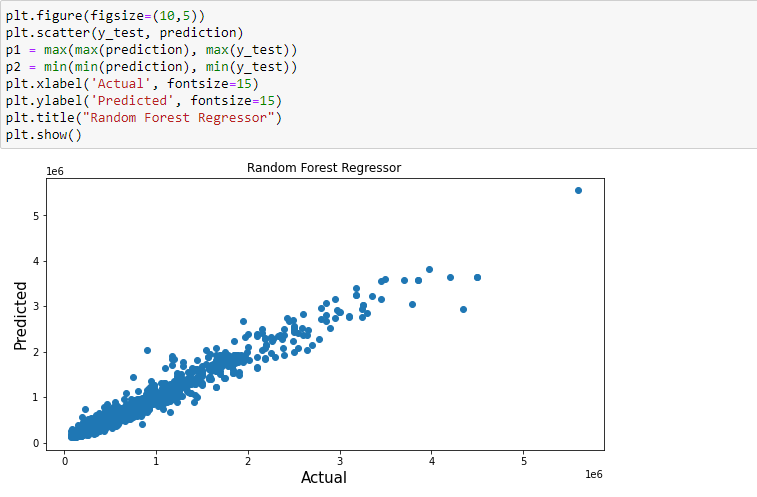 plt.figure(figsize=(10,5))
plt.scatter(y_test, prediction)
p1 = max(max(prediction), max(y_test))
p2 = min(min(prediction), min(y_test))
plt.xlabel('Actual', fontsize=15)
plt.ylabel('Predicted', fontsize=15)
plt.title("Random Forest Regressor")
plt.show()
Random Forest Regressor
1e6
5
4
3
2
1
0
Predicted
0 1 2 3 4 5
1e6
Actual